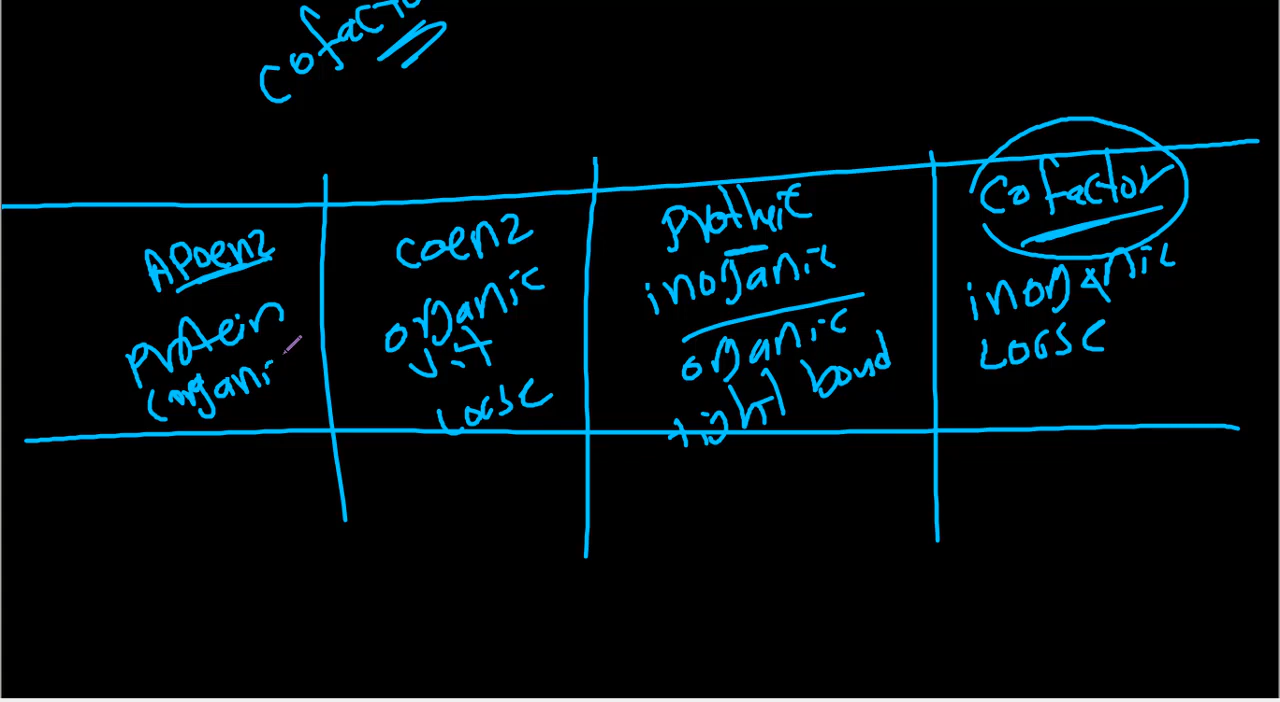 Cofacto
APoenz
Protein
(organi
coenz
organic
vit
Loose
Prothetic
inorganic
organic
tight bound
Cofactor
inorganic
Loose